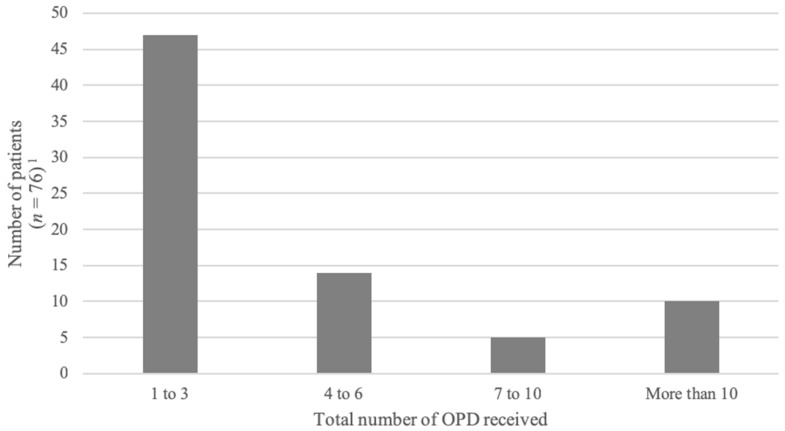 50
45
40
35
30
25
20
15
10
5
0
Number of patients
(n = 76)¹
1 to 3
4 to 6
7 to 10
More than 10
Total number of OPD received